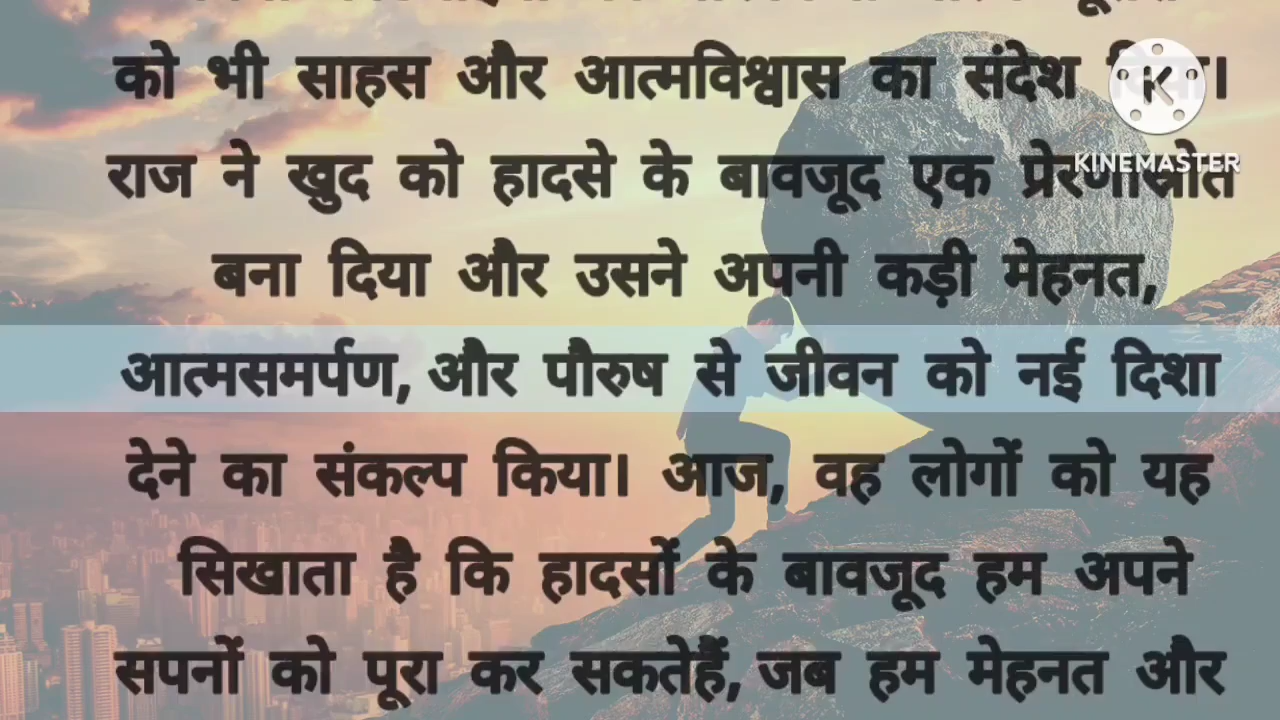 को भी साहस और आत्मविश्वास का संदेश दिया।
राज ने खुद को हादसे के बावजूद एक प्रेरणास्रोत
बना दिया और उसने अपनी कड़ी मेहनत,
आत्मसमर्पण, और पौरुष से जीवन को नई दिशा
देने का संकल्प किया। आज, वह लोगों को यह
सिखाता है कि हादसों के बावजूद हम अपने
सपनों को पूरा कर सकतेहैं, जब हम मेहनत और
KINEMASTER